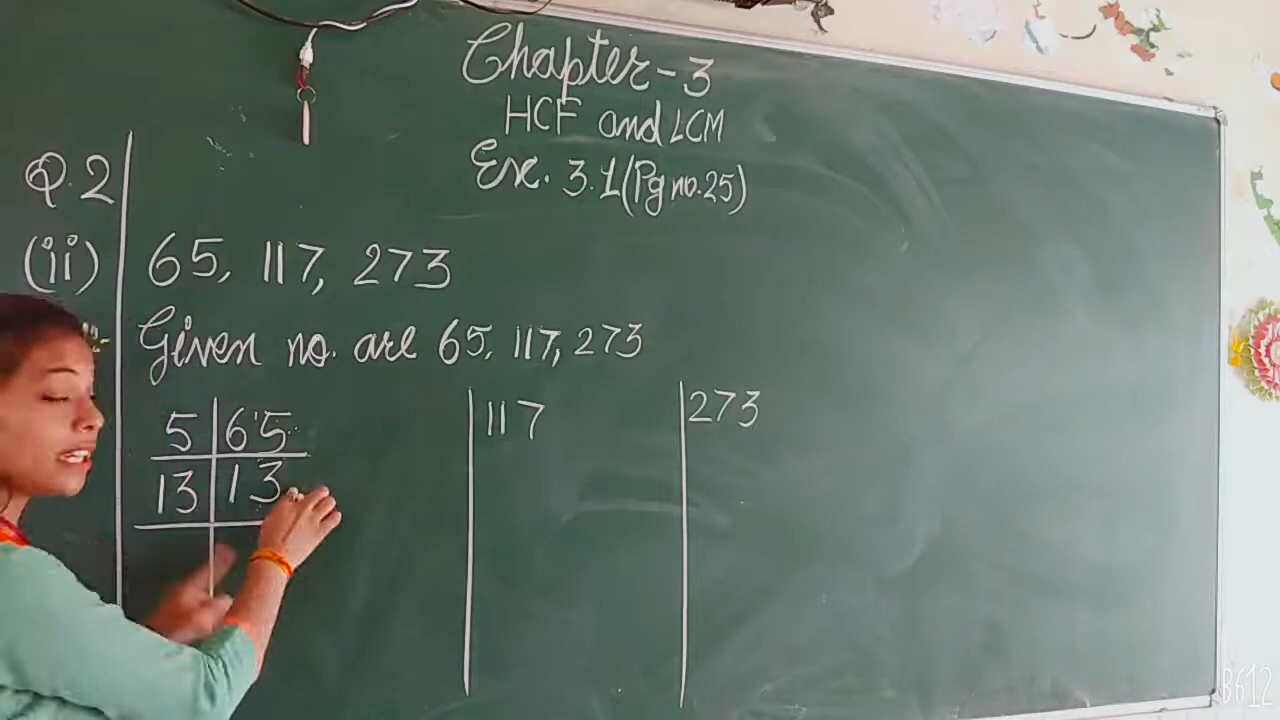 Chapter-3
HCF and LCM
Ex. 3.1(Pg no.25)
Q.2
(ii) 65, 117, 273
Given no. are 65, 117, 273
5 65 117 273
13 13
B612